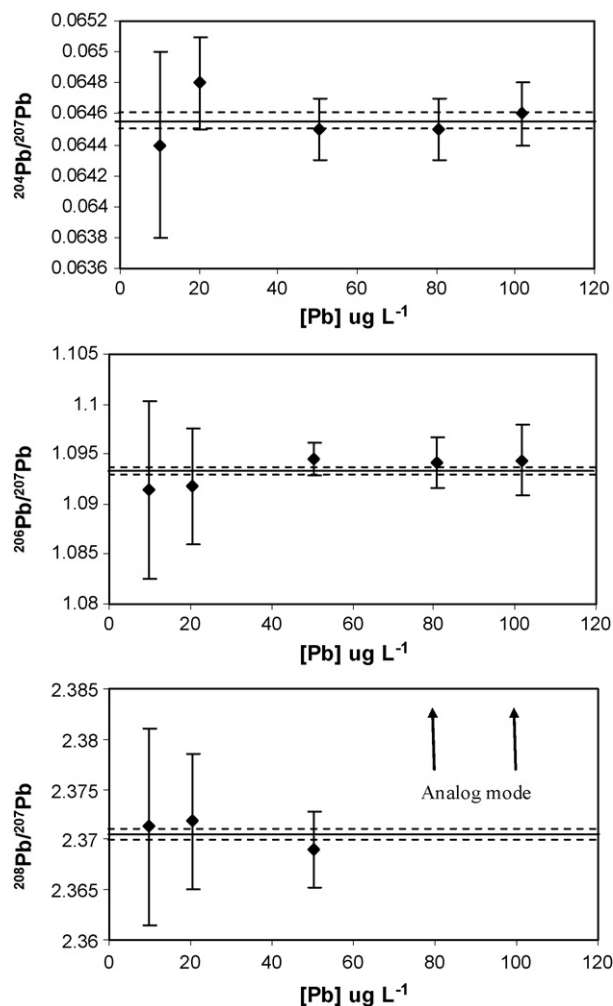 0.0652
0.065
0.0648
0.0646
0.0644
0.0642
0.064
0.0638
0.0636
²⁰⁴Pb/²⁰⁷Pb
0 20 40 60 80 100 120
[Pb] ug L⁻¹
1.105
1.1
1.095
1.09
1.085
1.08
²⁰⁶Pb/²⁰⁷Pb
0 20 40 60 80 100 120
[Pb] ug L⁻¹
2.385
2.38
2.375
2.37
2.365
2.36
²⁰⁸Pb/²⁰⁷Pb
Analog mode
0 20 40 60 80 100 120
[Pb] ug L⁻¹